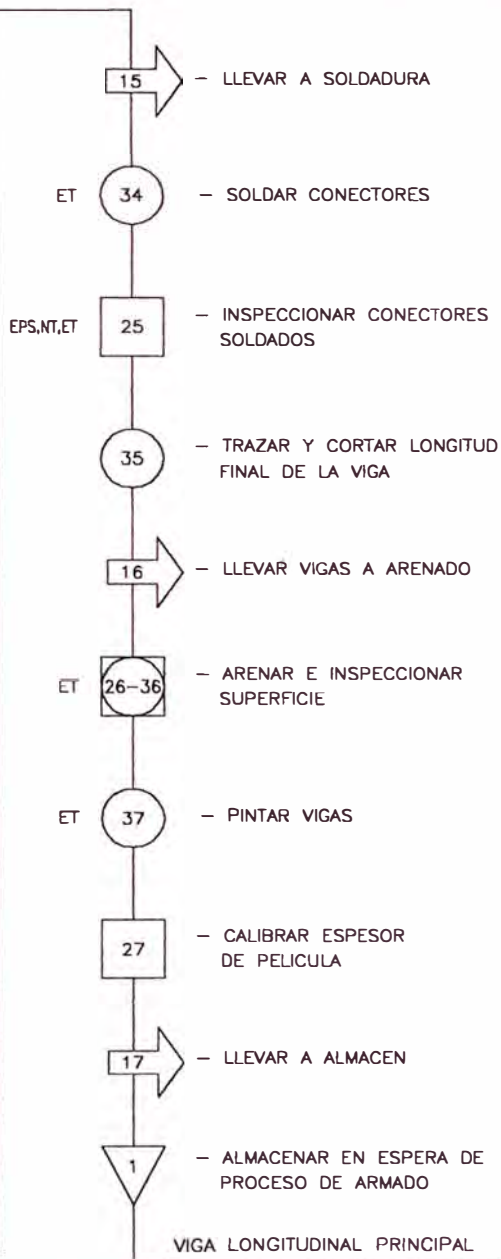 15 – LLEVAR A SOLDADURA
ET 34 – SOLDAR CONECTORES
EPS,NT,ET 25 – INSPECCIONAR CONECTORES
SOLDADOS
35 – TRAZAR Y CORTAR LONGITUD
FINAL DE LA VIGA
16 – LLEVAR VIGAS A ARENADO
ET 26–36 – ARENAR E INSPECCIONAR
SUPERFICIE
ET 37 – PINTAR VIGAS
27 – CALIBRAR ESPESOR
DE PELICULA
17 – LLEVAR A ALMACEN
1 – ALMACENAR EN ESPERA DE
PROCESO DE ARMADO
VIGA LONGITUDINAL PRINCIPAL